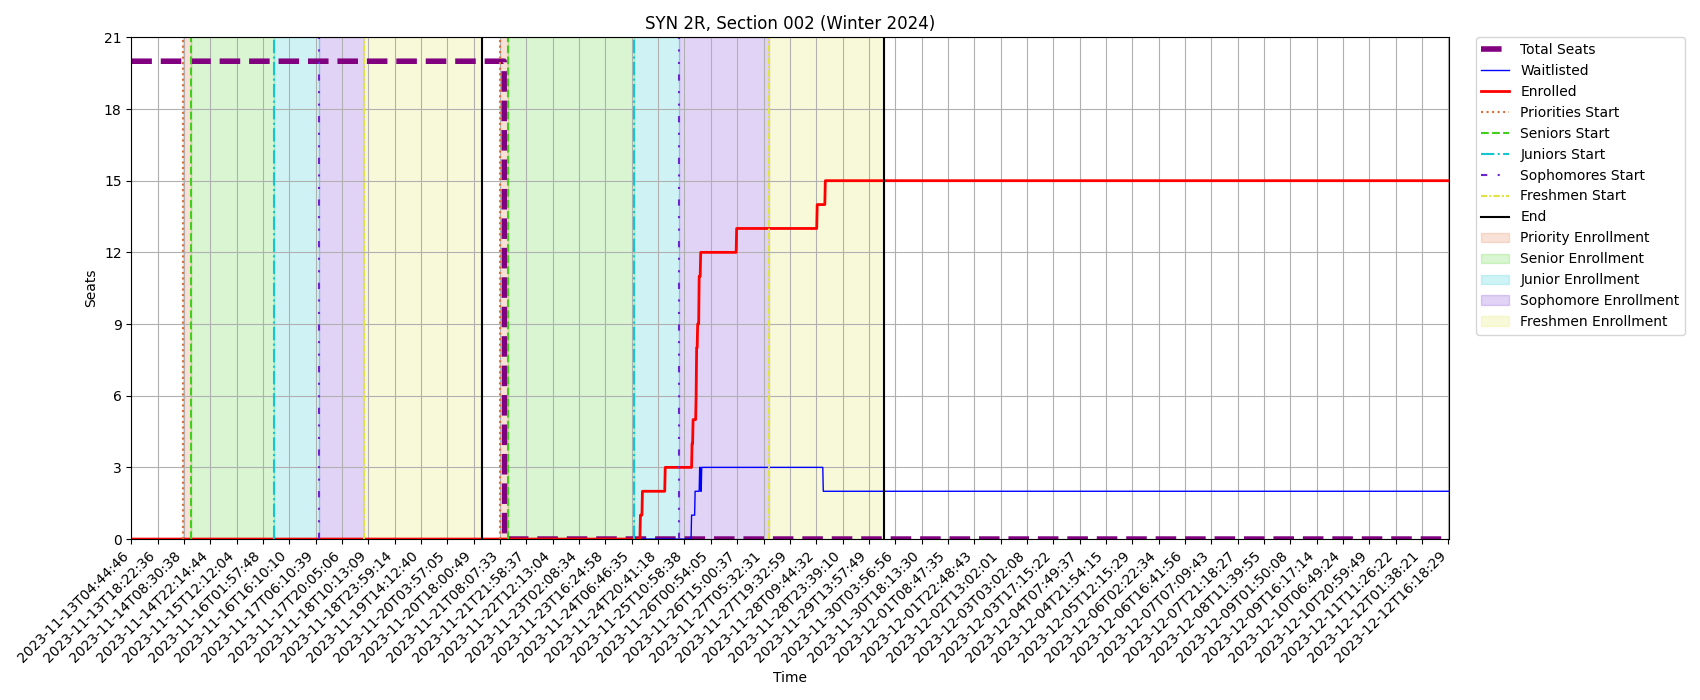 SYN 2R, Section 002 (Winter 2024)
21
18
15
12
9
6
3
0
Seats
2023-11-13T04:44:46
2023-11-13T18:22:36
2023-11-14T08:30:38
2023-11-14T22:14:44
2023-11-15T12:12:04
2023-11-16T01:57:48
2023-11-16T16:10:10
2023-11-17T06:10:39
2023-11-17T20:05:06
2023-11-18T10:13:09
2023-11-18T23:59:14
2023-11-19T14:12:40
2023-11-20T03:57:05
2023-11-20T18:00:49
2023-11-21T08:07:33
2023-11-21T21:58:37
2023-11-22T12:13:04
2023-11-23T02:08:34
2023-11-23T16:24:58
2023-11-24T06:46:35
2023-11-24T20:41:18
2023-11-25T10:58:38
2023-11-26T00:54:05
2023-11-26T15:00:37
2023-11-27T05:32:31
2023-11-27T19:32:59
2023-11-28T09:44:32
2023-11-28T23:39:10
2023-11-29T13:57:49
2023-11-30T03:56:56
2023-11-30T18:13:30
2023-12-01T08:47:35
2023-12-01T22:48:43
2023-12-02T13:02:01
2023-12-03T03:02:08
2023-12-03T17:15:22
2023-12-04T07:49:37
2023-12-04T21:54:15
2023-12-05T12:15:29
2023-12-06T02:22:34
2023-12-06T16:41:56
2023-12-07T07:09:43
2023-12-07T21:18:27
2023-12-08T11:39:55
2023-12-09T01:50:08
2023-12-09T16:17:14
2023-12-10T06:49:24
2023-12-10T20:59:49
2023-12-11T11:26:22
2023-12-12T01:38:21
2023-12-12T16:18:29
Time
Total Seats
Waitlisted
Enrolled
Priorities Start
Seniors Start
Juniors Start
Sophomores Start
Freshmen Start
End
Priority Enrollment
Senior Enrollment
Junior Enrollment
Sophomore Enrollment
Freshmen Enrollment